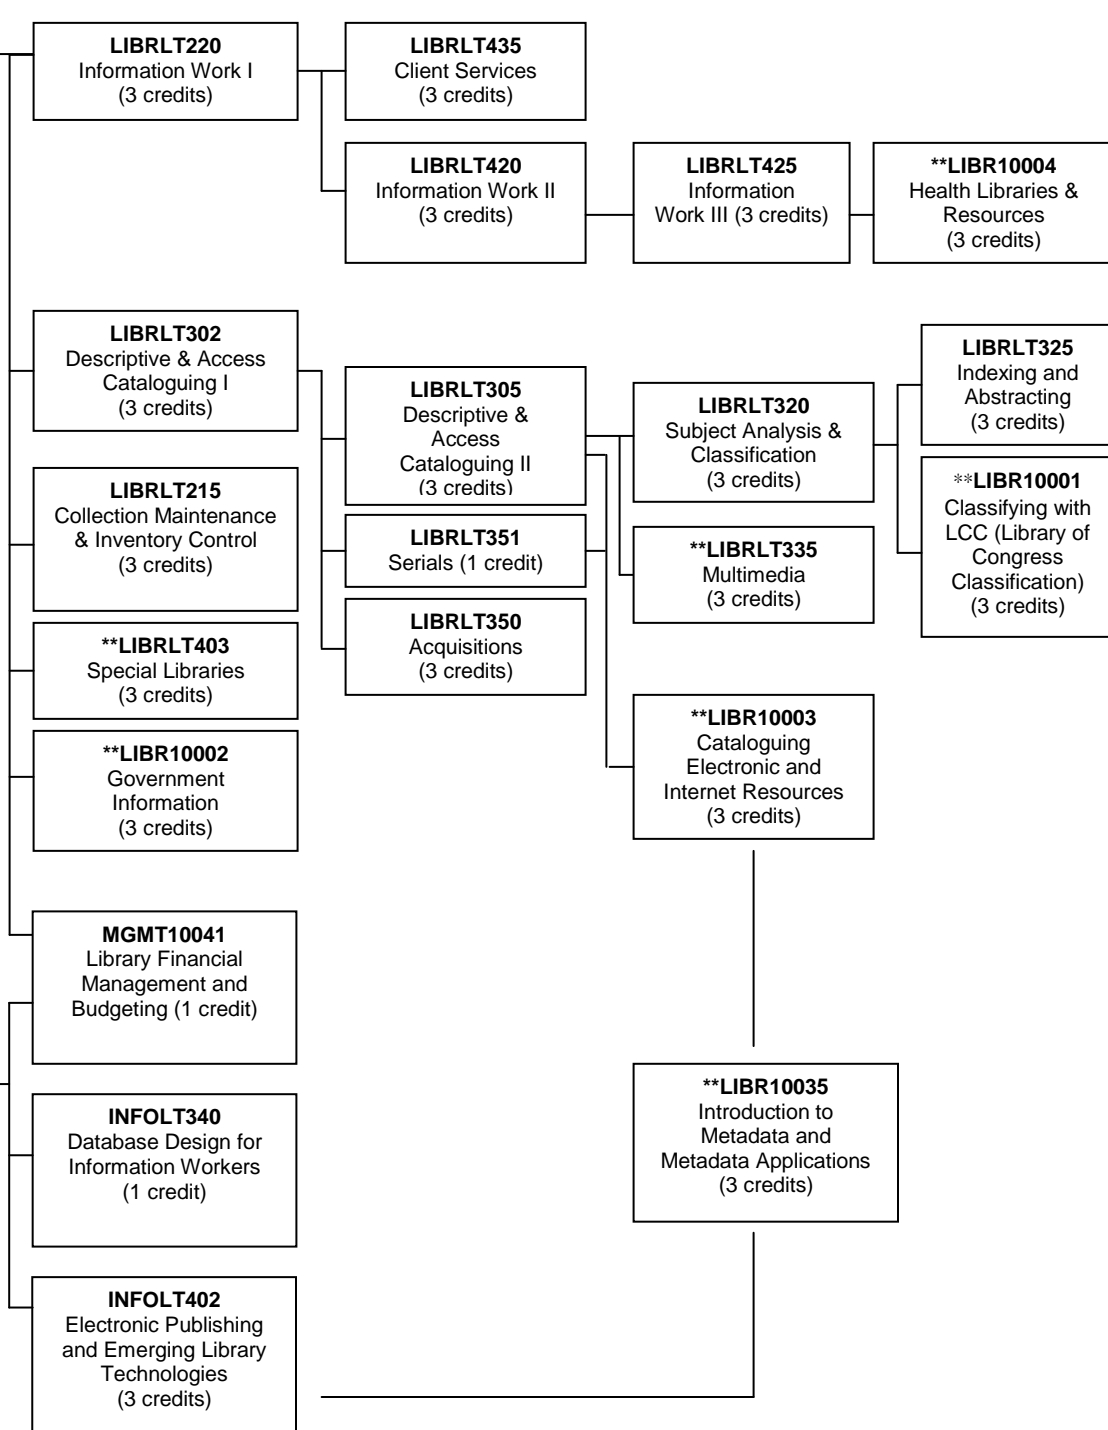 LIBRLT220
Information Work I
(3 credits)
LIBRLT435
Client Services
(3 credits)
LIBRLT420
Information Work II
(3 credits)
LIBRLT425
Information
Work III (3 credits)
**LIBR10004
Health Libraries &
Resources
(3 credits)
LIBRLT302
Descriptive & Access
Cataloguing I
(3 credits)
LIBRLT305
Descriptive &
Access
Cataloguing II
(3 credits)
LIBRLT320
Subject Analysis &
Classification
(3 credits)
LIBRLT325
Indexing and
Abstracting
(3 credits)
**LIBR10001
Classifying with
LCC (Library of
Congress
Classification)
(3 credits)
LIBRLT215
Collection Maintenance
& Inventory Control
(3 credits)
LIBRLT351
Serials (1 credit)
**LIBRLT335
Multimedia
(3 credits)
**LIBRLT403
Special Libraries
(3 credits)
LIBRLT350
Acquisitions
(3 credits)
**LIBR10002
Government
Information
(3 credits)
**LIBR10003
Cataloguing
Electronic and
Internet Resources
(3 credits)
MGMT10041
Library Financial
Management and
Budgeting (1 credit)
INFOLT340
Database Design for
Information Workers
(1 credit)
**LIBR10035
Introduction to
Metadata and
Metadata Applications
(3 credits)
INFOLT402
Electronic Publishing
and Emerging Library
Technologies
(3 credits)